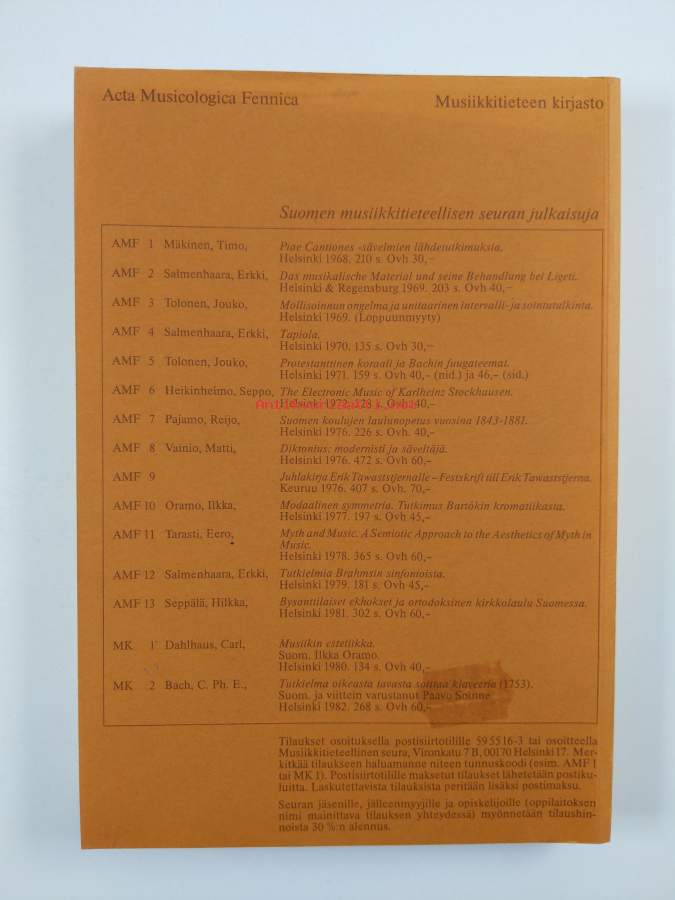 Acta Musicologica Fennica Musiikkitieteen kirjasto
Suomen musiikkitieteellisen seuran julkaisuja
AMF 1 Mäkinen, Timo, Piae Cantiones -sävelmien lähdetutkimuksia.
Helsinki 1968. 210 s. Ovh 30,–
AMF 2 Salmenhaara, Erkki, Das musikalische Material und seine Behandlung bei Ligeti.
Helsinki & Regensburg 1969. 203 s. Ovh 40,–
AMF 3 Tolonen, Jouko, Mollisoinnun ongelma ja unitaarinen intervalli- ja sointutulkinta.
Helsinki 1969. (Loppuunmyyty)
AMF 4 Salmenhaara, Erkki, Tapiola.
Helsinki 1970. 135 s. Ovh 30,–
AMF 5 Tolonen, Jouko, Protestanttinen koraali ja Bachin fuugateemat.
Helsinki 1971. 159 s. Ovh 40,– (nid.) ja 46,– (sid.)
AMF 6 Heikinheimo, Seppo, The Electronic Music of Karlheinz Stockhausen.
Helsinki 1972. s. Ovh. 40,–
AMF 7 Pajamo, Reijo, Suomen koulujen laulunopetus vuosina 1843-1881.
Helsinki 1976. 226 s. Ovh. 40,–
AMF 8 Vainio, Matti, Diktonius: modernisti ja säveltäjä.
Helsinki 1976. 472 s. Ovh 60,–
AMF 9 Juhlakirja Erik Tawaststjernalle – Festskrift till Erik Tawaststjerna.
Keuruu 1976. 407 s. Ovh. 70,–
AMF 10 Oramo, Ilkka, Modaalinen symmetria. Tutkimus Bartókin kromatiikasta.
Helsinki 1977. 197 s. Ovh 45,–
AMF 11 Tarasti, Eero, Myth and Music. A Semiotic Approach to the Aesthetics of Myth in
Music.
Helsinki 1978. 365 s. Ovh 60,–
AMF 12 Salmenhaara, Erkki, Tutkielmia Brahmsin sinfonioista.
Helsinki 1979. 181 s. Ovh 45,–
AMF 13 Seppälä, Hilkka, Bysanttilaiset ekhokset ja ortodoksinen kirkkolaulu Suomessa.
Helsinki 1981. 302 s. Ovh 60,–
MK 1 Dahlhaus, Carl, Musiikin estetiikka.
Suom. Ilkka Oramo.
Helsinki 1980. 134 s. Ovh 40,–
MK 2 Bach, C. Ph. E., Tutkielma oikeasta tavasta soittaa klaveeria (1753).
Suom. ja viittein varustanut Paavo Soinne
Helsinki 1982. 268 s. Ovh 60,–
Tilaukset osoituksella postisiirtotilille 59 55 16-3 tai osoitteella
Musiikkitieteellinen seura, Vironkatu 7 B, 00170 Helsinki 17. Mer-
kitkää tilaukseen haluamanne niteen tunnuskoodi (esim. AMF 1
tai MK 1). Postisiirtotilille maksetut tilaukset lähetetään postiku-
luitta. Laskutettavista tilauksista peritään lisäksi postimaksu.
Seuran jäsenille, jälleenmyyjille ja opiskelijoille (oppilaitoksen
nimi mainittava tilauksen yhteydessä) myönnetään tilaushin-
noista 30 %:n alennus.